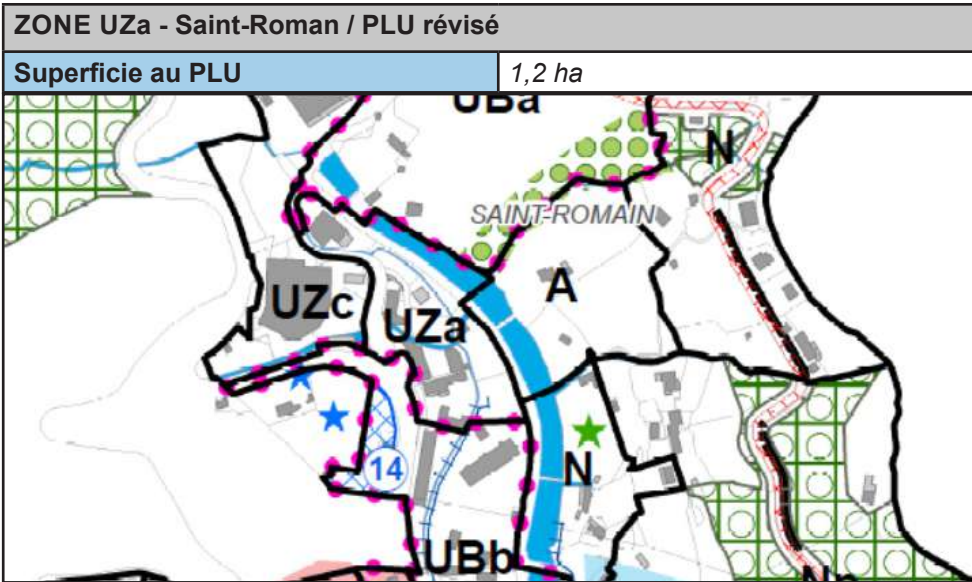 ZONE UZa - Saint-Roman / PLU révisé
Superficie au PLU 1,2 ha
UBa
N
SAINT-ROMAIN
A
UZc
UZa
14
N
UBb